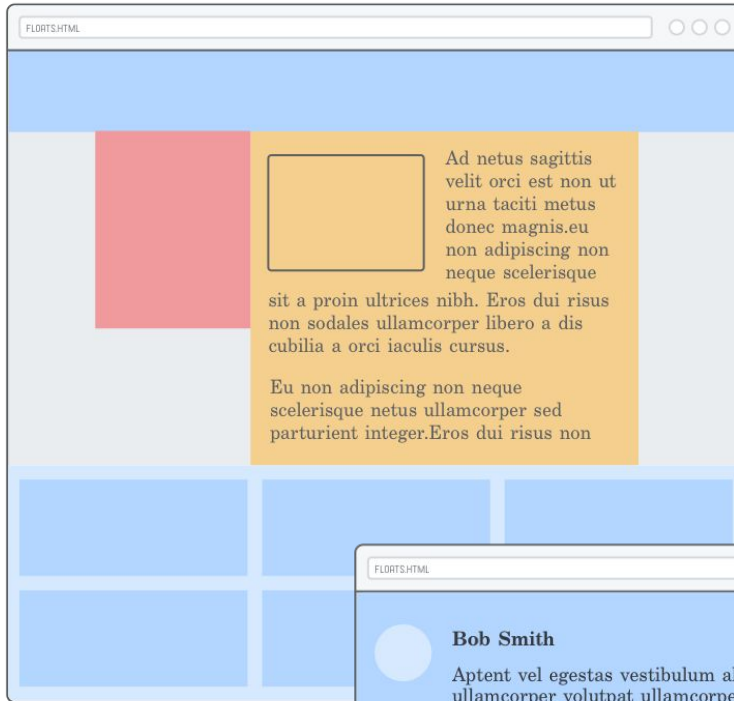 FLOATS.HTML
Ad netus sagittis
velit orci est non ut
urna taciti metus
donec magnis.eu
non adipiscing non
neque scelerisque
sit a proin ultrices nibh. Eros dui risus
non sodales ullamcorper libero a dis
cubilia a orci iaculis cursus.
Eu non adipiscing non neque
scelerisque netus ullamcorper sed
parturient integer.Eros dui risus non
FLOATS.HTML
Bob Smith
Aptent vel egestas vestibulum
ullamcorper volutpat